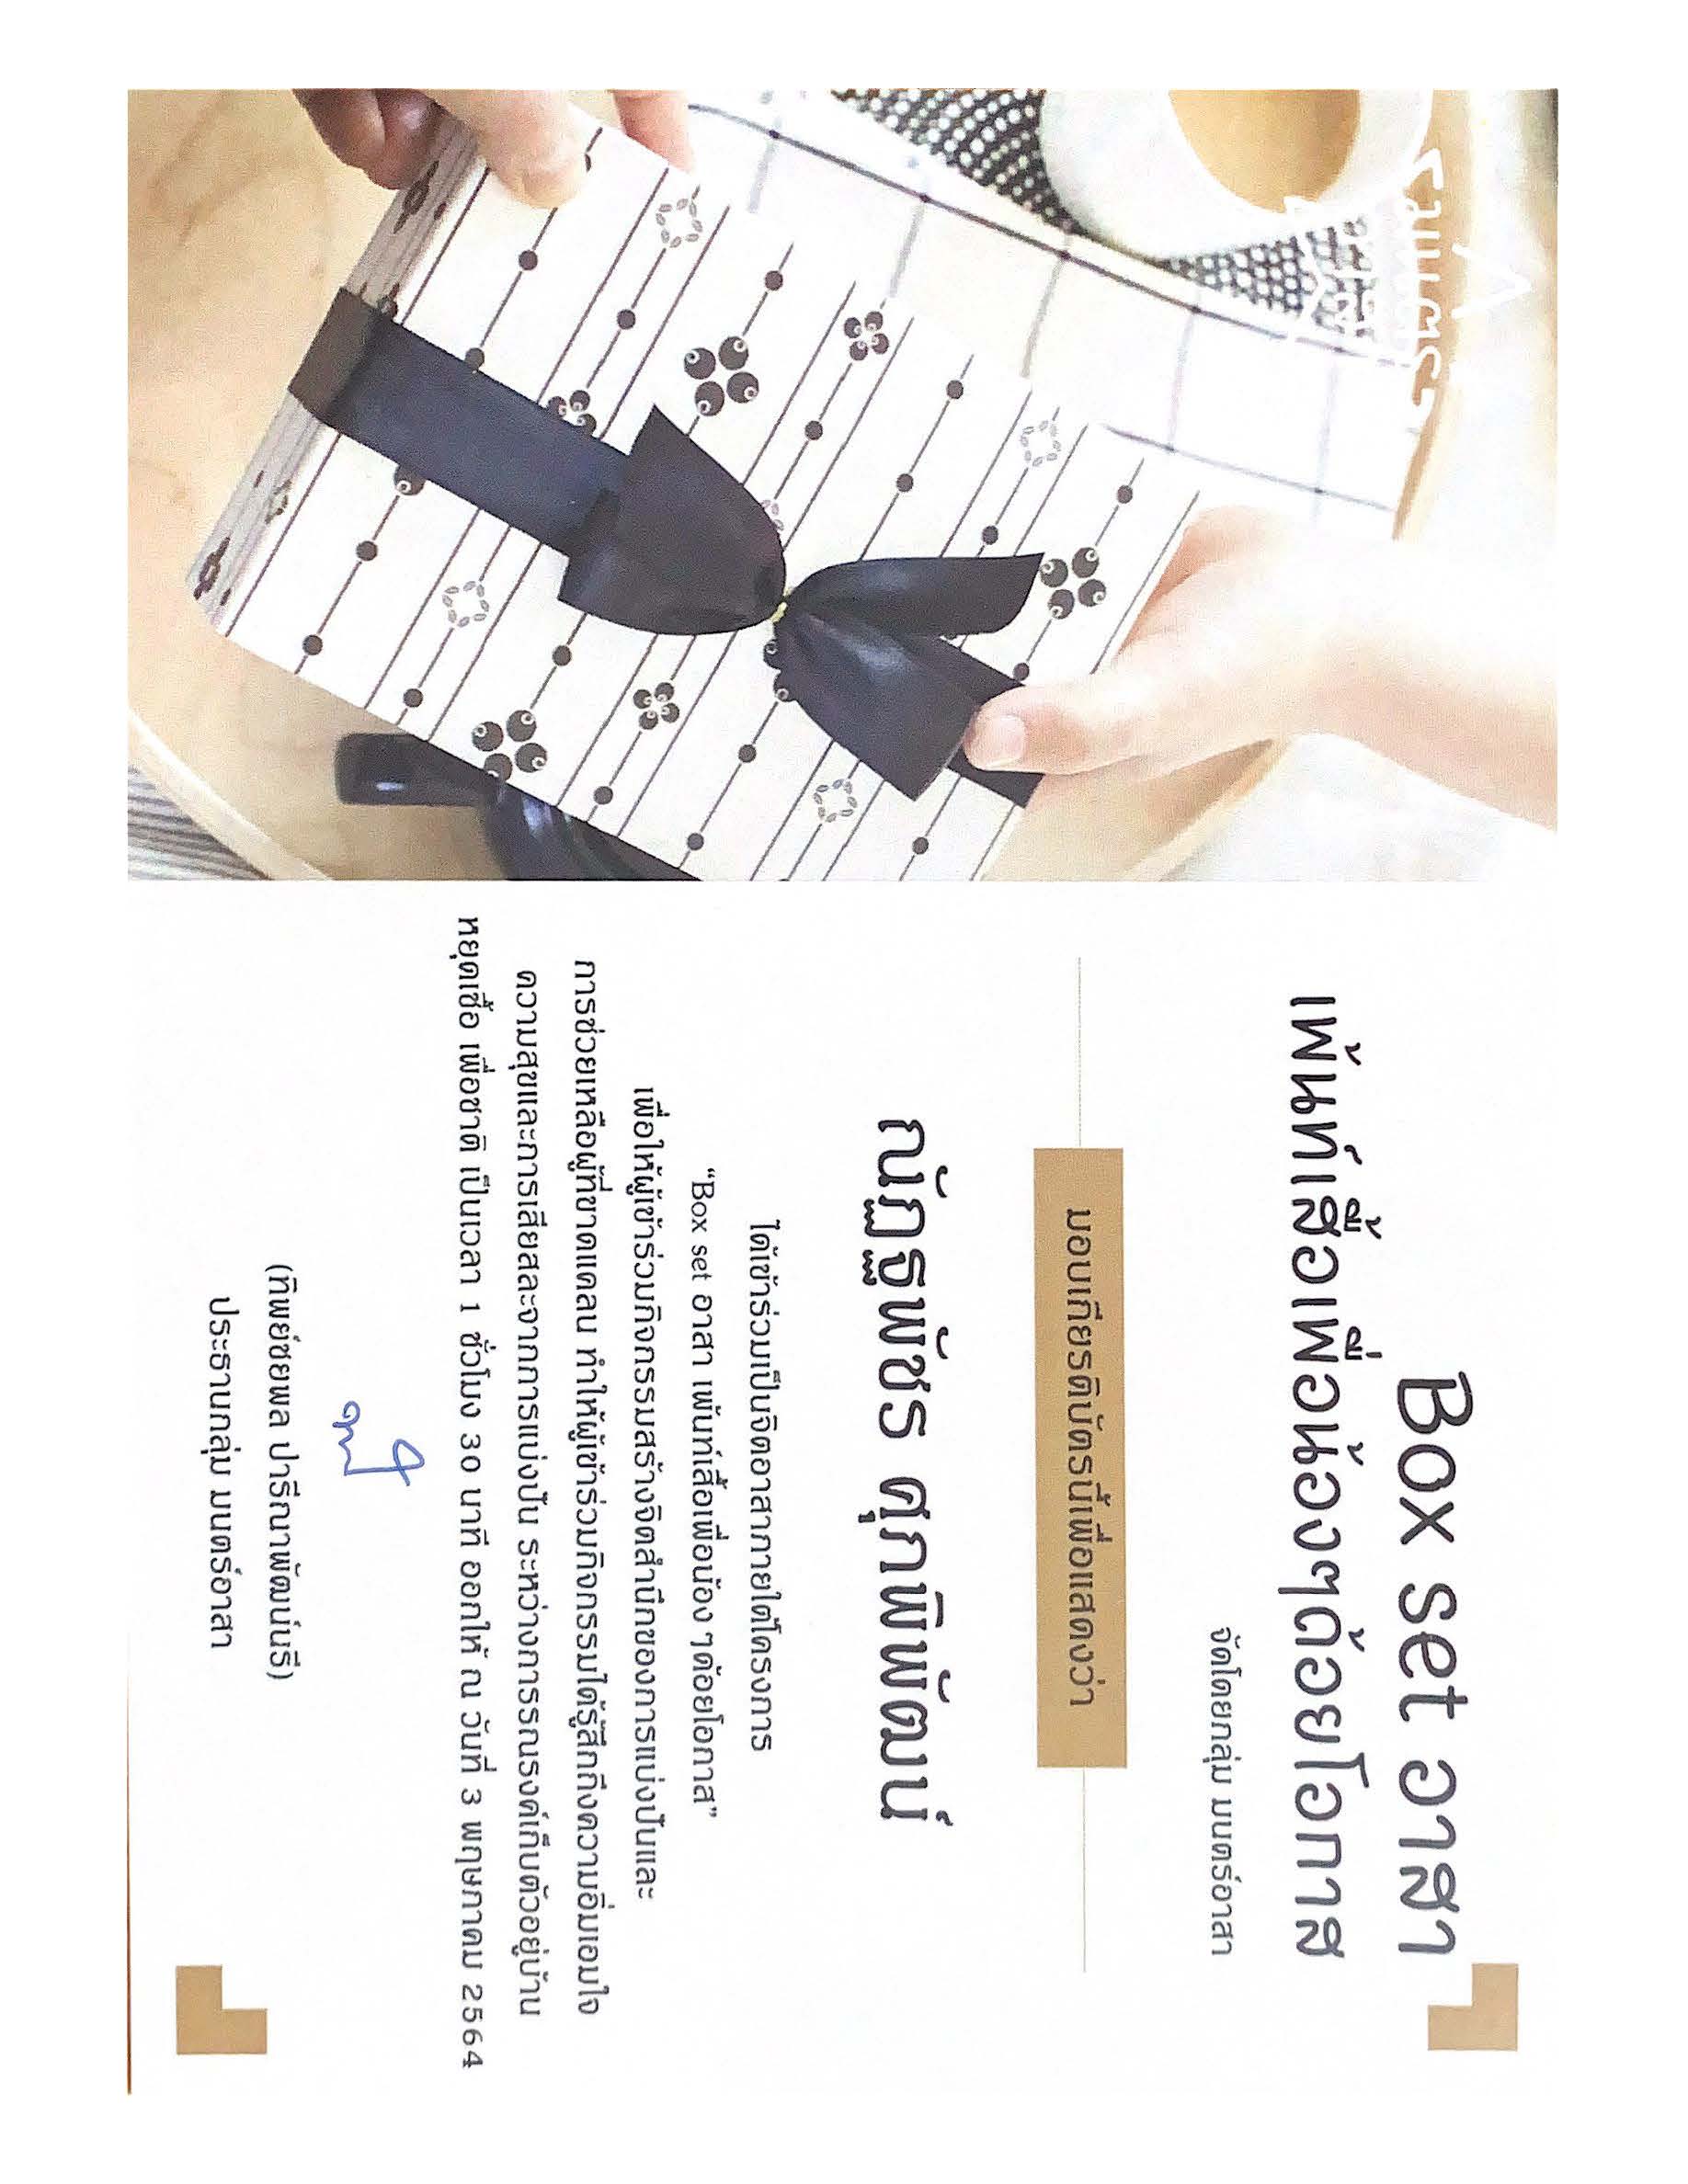 Box set อาสา
เพ้นท์เสื้อเพื่อน้องๆด้อยโอกาส
จัดโดยกลุ่ม มนตร์อาสา
มอบเกียรติบัตรนี้เพื่อแสดงว่า
ณัฏฐพัชร ศุภพิพัฒน์
ได้เข้าร่วมเป็นจิตอาสาภายใต้โครงการ
“Box set อาสา เพ้นท์เสื้อเพื่อน้อง ๆด้อยโอกาส”
เพื่อให้ผู้เข้าร่วมกิจกรรมสร้างจิตสำนึกของการแบ่งปันและ
การช่วยเหลือผู้ที่ขาดแคลน ทำให้ผู้เข้าร่วมกิจกรรมได้รู้สึกถึงความอิ่มเอมใจ
ความสุขและการเสียสละจากการแบ่งปัน ระหว่างการรณรงค์เก็บตัวอยู่บ้าน
หยุดเชื้อ เพื่อชาติ เป็นเวลา 1 ชั่วโมง 30 นาที ออกให้ ณ วันที่ 3 พฤษภาคม 2564
(ทิพย์ชยพล ปารีณาพัฒน์นรี)
ประธานกลุ่ม มนตร์อาสา